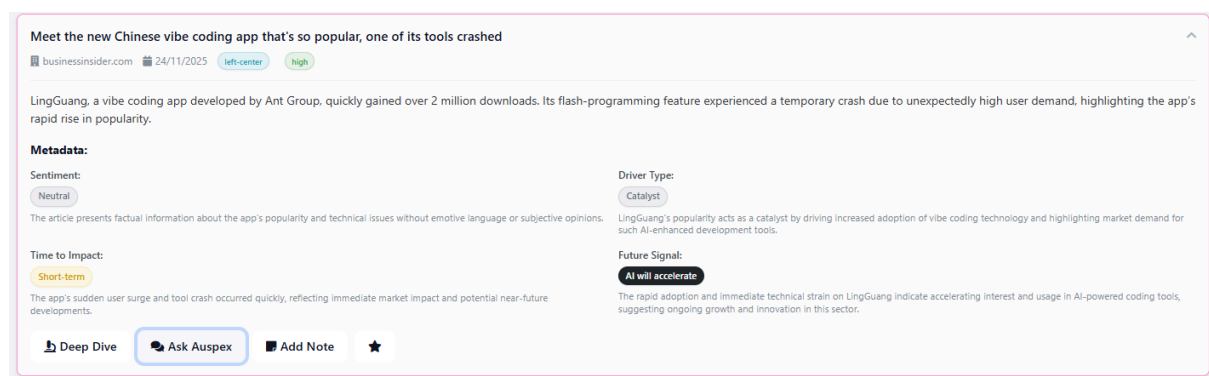 Meet the new Chinese vibe coding app that's so popular, one of its tools crashed
businessinsider.com 24/11/2025 left-center high
LingGuang, a vibe coding app developed by Ant Group, quickly gained over 2 million downloads. Its flash-programming feature experienced a temporary crash due to unexpectedly high user demand, highlighting the app's
rapid rise in popularity.
Metadata:
Sentiment:
Neutral
The article presents factual information about the app's popularity and technical issues without emotive language or subjective opinions.
Driver Type:
Catalyst
LingGuang's popularity acts as a catalyst by driving increased adoption of vibe coding technology and highlighting market demand for
such AI-enhanced development tools.
Time to Impact:
Short-term
The app's sudden user surge and tool crash occurred quickly, reflecting immediate market impact and potential near-future
developments.
Future Signal:
AI will accelerate
The rapid adoption and immediate technical strain on LingGuang indicate accelerating interest and usage in AI-powered coding tools,
suggesting ongoing growth and innovation in this sector.
Deep Dive Ask Auspex Add Note